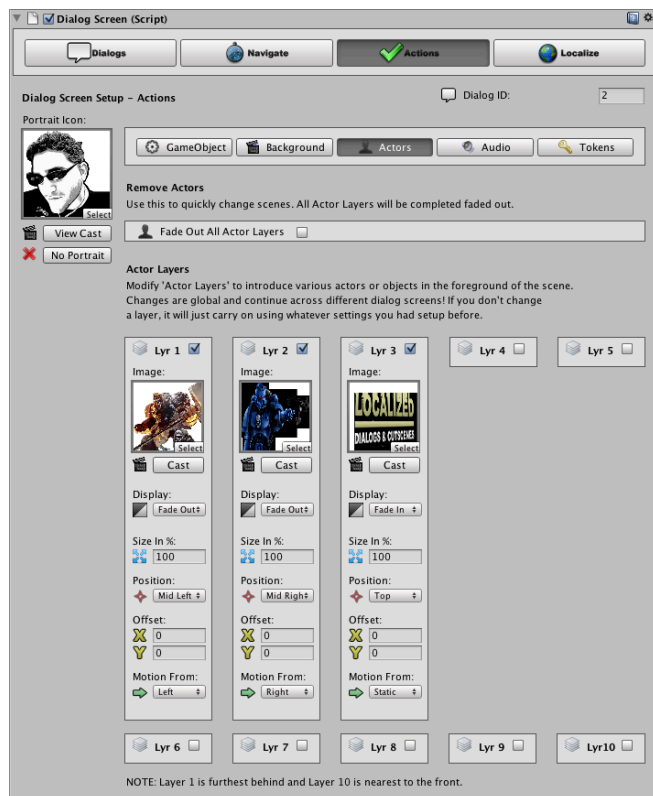 Dialog Screen (Script)
Dialogs Navigate Actions Localize
Dialog Screen Setup - Actions Dialog ID: 2
Portrait Icon:
GameObject Background Actors Audio Tokens
Select
View Cast
No Portrait
Remove Actors
Use this to quickly change scenes. All Actor Layers will be completed faded out.
Fade Out All Actor Layers
Actor Layers
Modify 'Actor Layers' to introduce various actors or objects in the foreground of the scene.
Changes are global and continue across different dialog screens! If you don't change
a layer, it will just carry on using whatever settings you had setup before.
Lyr 1 Lyr 2 Lyr 3 Lyr 4 Lyr 5
Image: Image: Image:
LOCALIZED
DIALOGS & CUTSCENES
Select Select Select
Cast Cast Cast
Display: Display: Display:
Fade Out Fade Out Fade In
Size In %: Size In %: Size In %:
100 100 100
Position: Position: Position:
Mid Left Mid Right Top
Offset: Offset: Offset:
X 0 X 0 X 0
Y 0 Y 0 Y 0
Motion From: Motion From: Motion From:
Left Right Static
Lyr 6 Lyr 7 Lyr 8 Lyr 9 Lyr10
NOTE: Layer 1 is furthest behind and Layer 10 is nearest to the front.